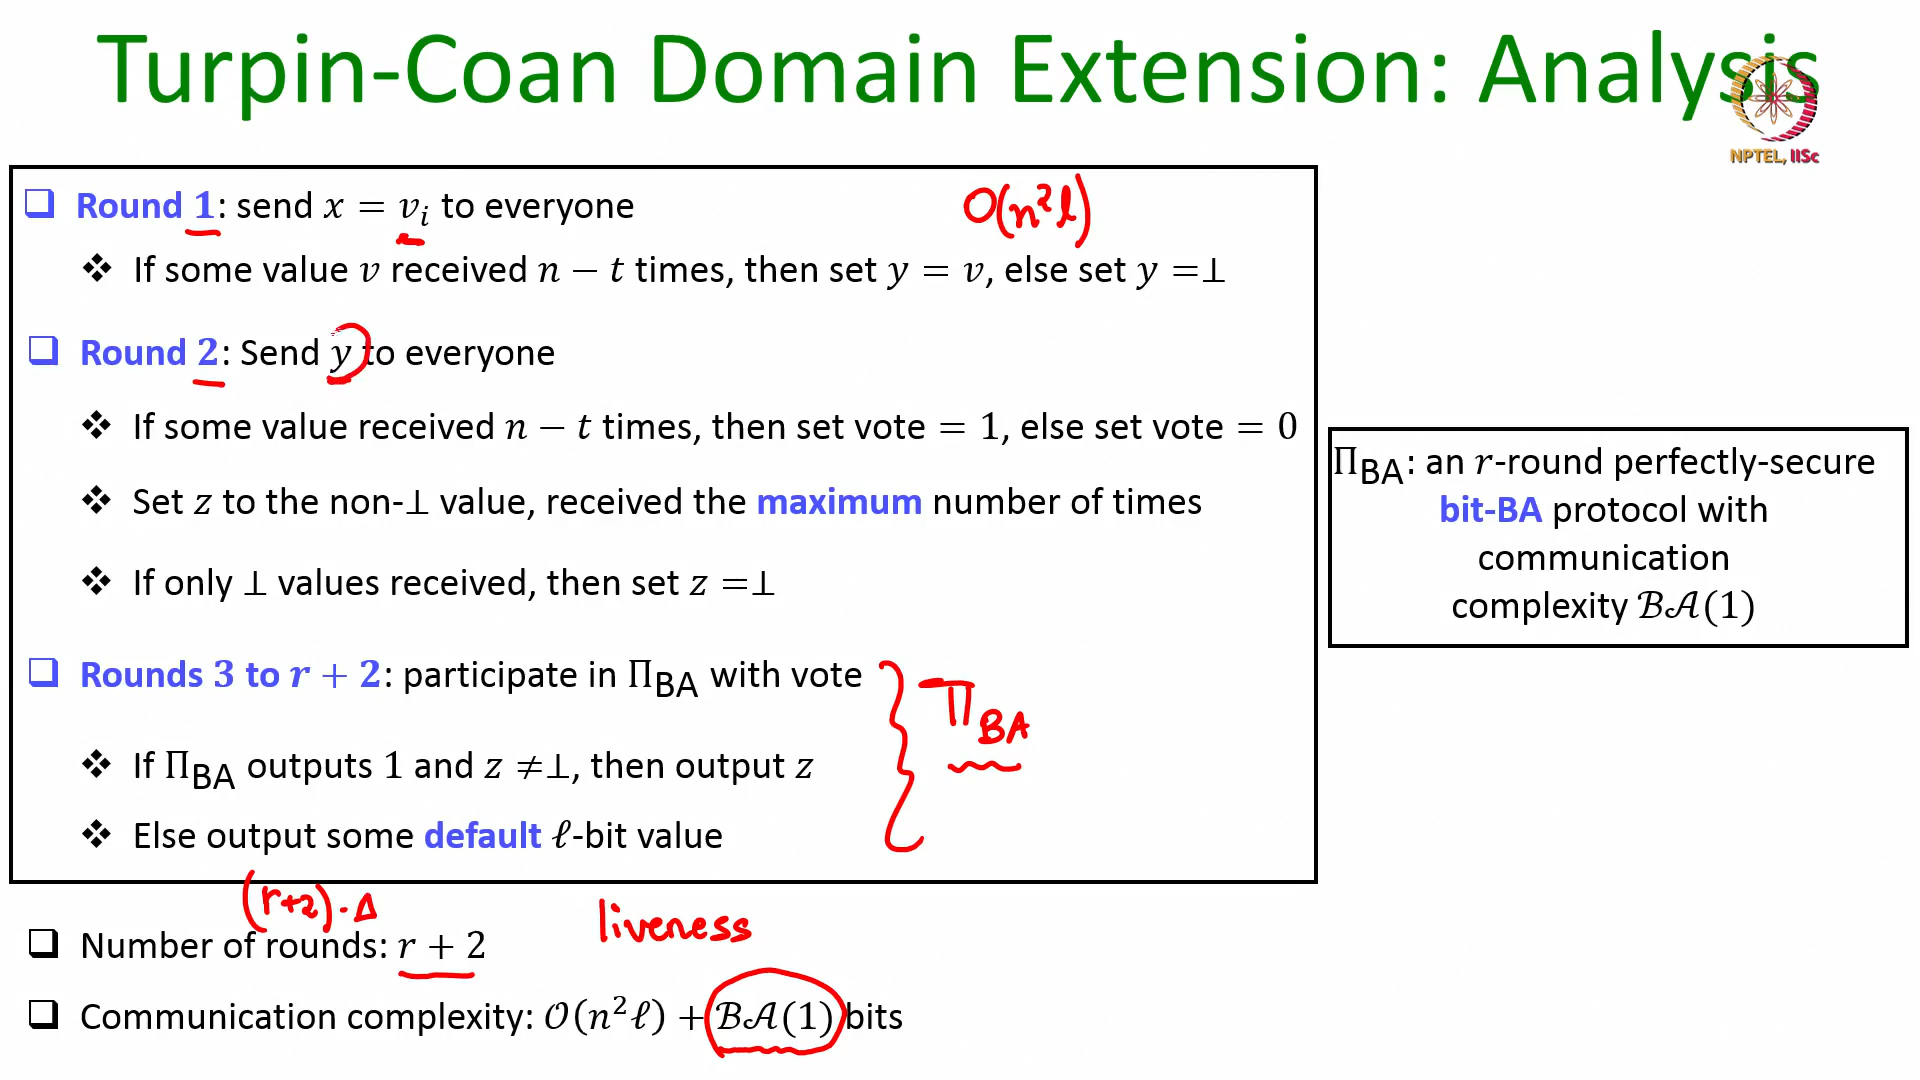 Turpin-Coan Domain Extension: Analysis
NPTEL, IISc
❑ Round 1: send x = vᵢ to everyone
O(n²l)
❖ If some value v received n − t times, then set y = v, else set y =⊥
❑ Round 2: Send y to everyone
❖ If some value received n − t times, then set vote = 1, else set vote = 0
❖ Set z to the non-⊥ value, received the maximum number of times
❖ If only ⊥ values received, then set z =⊥
❑ Rounds 3 to r + 2: participate in Π_BA with vote
Π_BA
❖ If Π_BA outputs 1 and z ≠⊥, then output z
❖ Else output some default ℓ-bit value
Π_BA: an r-round perfectly-secure
bit-BA protocol with
communication
complexity ℬ𝒜(1)
(r+2)·Δ
liveness
❑ Number of rounds: r + 2
❑ Communication complexity: 𝒪(n²ℓ) + ℬ𝒜(1) bits